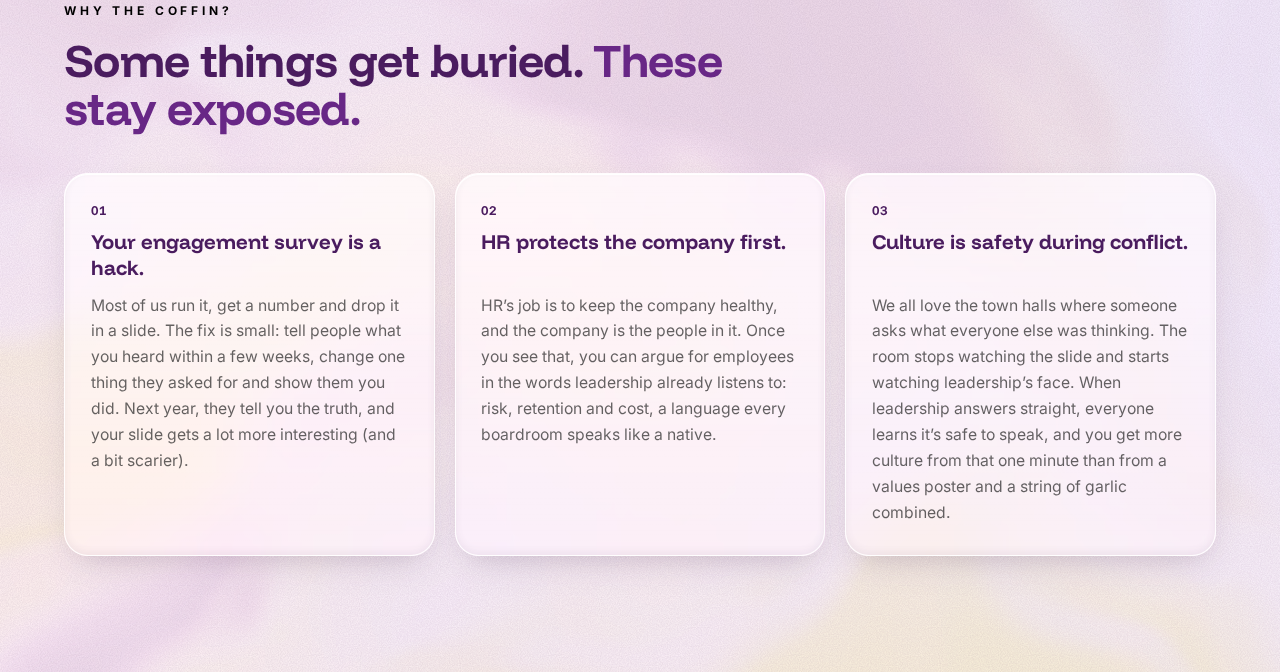 WHY THE COFFIN?
Some things get buried. These
stay exposed.
01
Your engagement survey is a
hack.
Most of us run it, get a number and drop it
in a slide. The fix is small: tell people what
you heard within a few weeks, change one
thing they asked for and show them you
did. Next year, they tell you the truth, and
your slide gets a lot more interesting (and
a bit scarier).
02
HR protects the company first.
HR’s job is to keep the company healthy,
and the company is the people in it. Once
you see that, you can argue for employees
in the words leadership already listens to:
risk, retention and cost, a language every
boardroom speaks like a native.
03
Culture is safety during conflict.
We all love the town halls where someone
asks what everyone else was thinking. The
room stops watching the slide and starts
watching leadership’s face. When
leadership answers straight, everyone
learns it’s safe to speak, and you get more
culture from that one minute than from a
values poster and a string of garlic
combined.